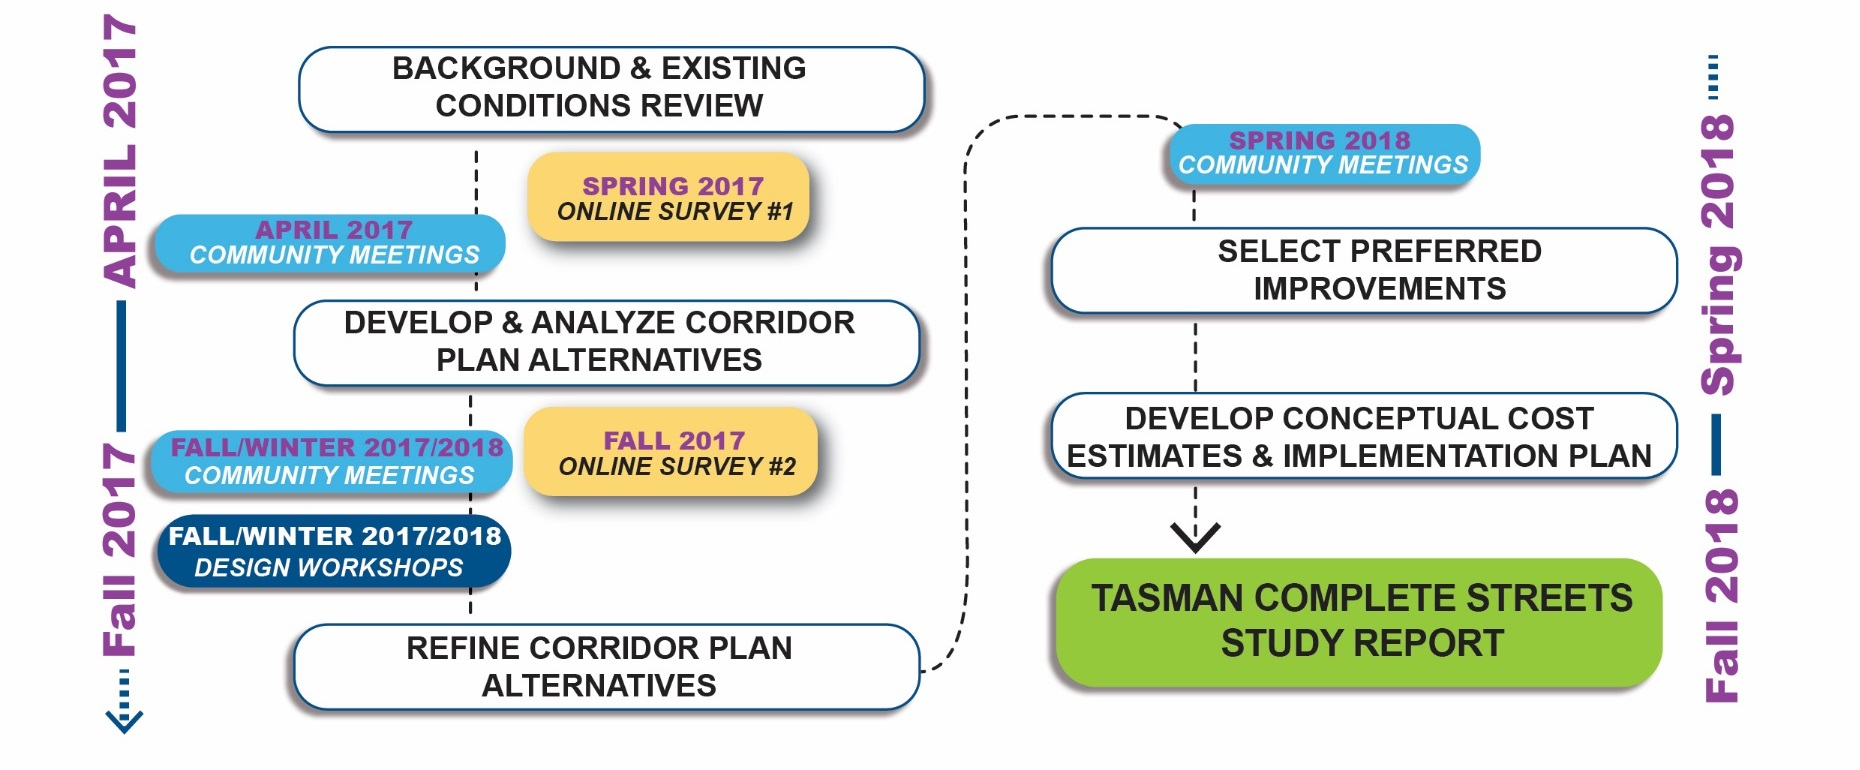 APRIL 2017
Fall 2017
BACKGROUND & EXISTING
CONDITIONS REVIEW
SPRING 2017
ONLINE SURVEY #1
APRIL 2017
COMMUNITY MEETINGS
DEVELOP & ANALYZE CORRIDOR
PLAN ALTERNATIVES
FALL/WINTER 2017/2018
COMMUNITY MEETINGS
FALL 2017
ONLINE SURVEY #2
FALL/WINTER 2017/2018
DESIGN WORKSHOPS
REFINE CORRIDOR PLAN
ALTERNATIVES
SPRING 2018
COMMUNITY MEETINGS
SELECT PREFERRED
IMPROVEMENTS
DEVELOP CONCEPTUAL COST
ESTIMATES & IMPLEMENTATION PLAN
TASMAN COMPLETE STREETS
STUDY REPORT
Spring 2018
Fall 2018